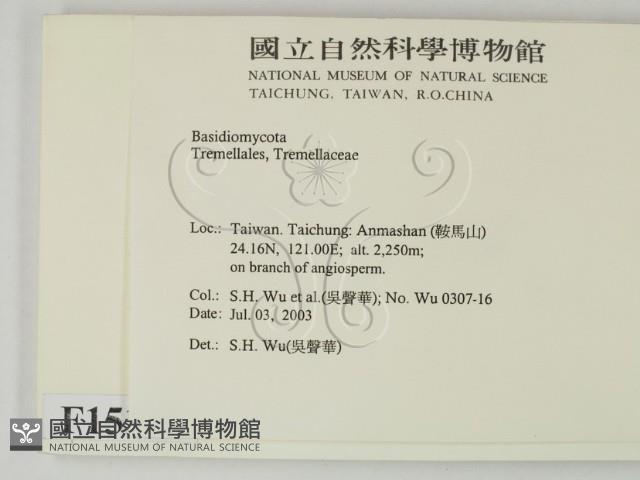 國立自然科學博物館
NATIONAL MUSEUM OF NATURAL SCIENCE
TAICHUNG, TAIWAN, R.O.CHINA
Basidiomycota
Tremellales, Tremellaceae
Loc.: Taiwan. Taichung: Anmashan (鞍馬山)
24.16N, 121.00E; alt. 2,250m;
on branch of angiosperm.
Col.: S.H. Wu et al.(吳聲華); No. Wu 0307-16
Date: Jul. 03, 2003
Det.: S.H. Wu(吳聲華)
國立自然科學博物館
NATIONAL MUSEUM OF NATURAL SCIENCE